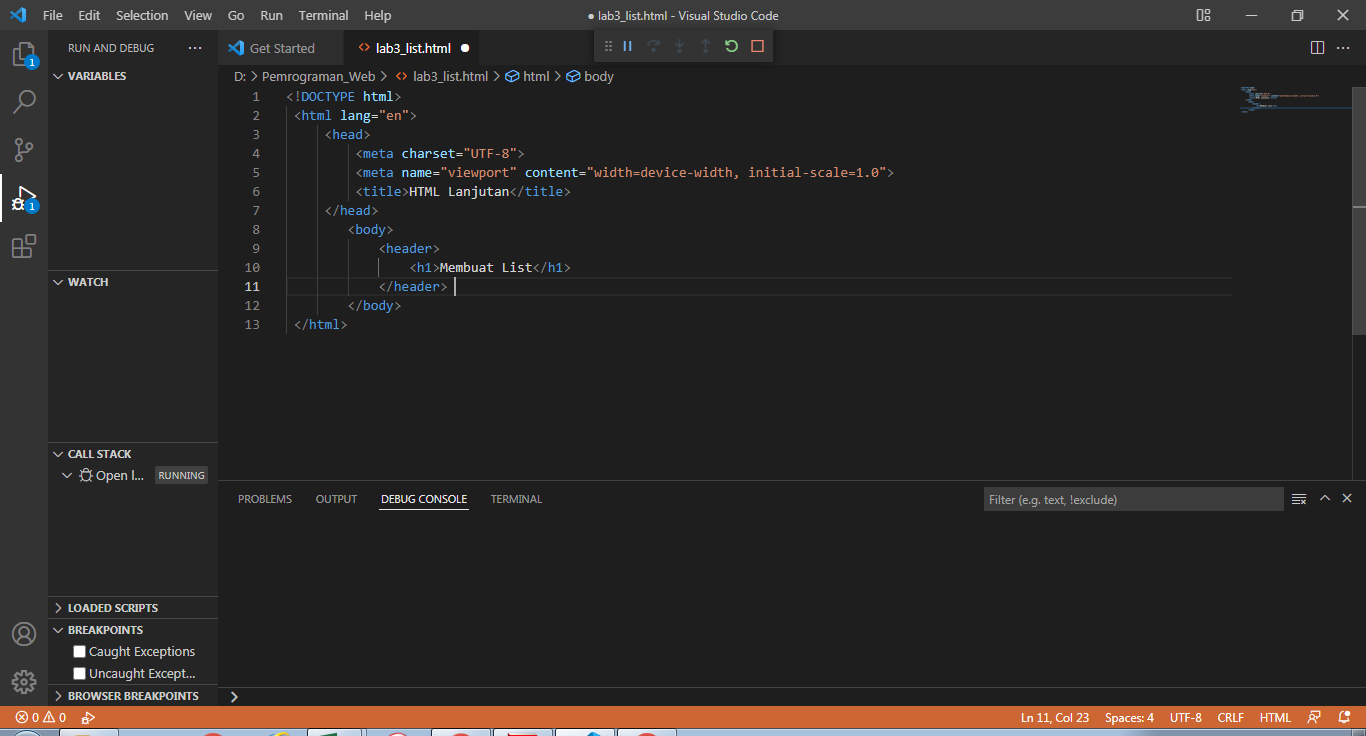 File Edit Selection View Go Run Terminal Help
● lab3_list.html - Visual Studio Code
1
1
RUN AND DEBUG ...
VARIABLES
WATCH
CALL STACK
Open l... RUNNING
LOADED SCRIPTS
BREAKPOINTS
Caught Exceptions
Uncaught Except...
BROWSER BREAKPOINTS
Get Started <> lab3_list.html ●
D: > Pemrograman_Web > <> lab3_list.html > html > body
1 <!DOCTYPE html>
2 <html lang="en">
3 <head>
4 <meta charset="UTF-8">
5 <meta name="viewport" content="width=device-width, initial-scale=1.0">
6 <title>HTML Lanjutan</title>
7 </head>
8 <body>
9 <header>
10 <h1>Membuat List</h1>
11 </header>
12 </body>
13 </html>
PROBLEMS OUTPUT DEBUG CONSOLE TERMINAL
Filter (e.g. text, !exclude)
0 0
Ln 11, Col 23 Spaces: 4 UTF-8 CRLF HTML